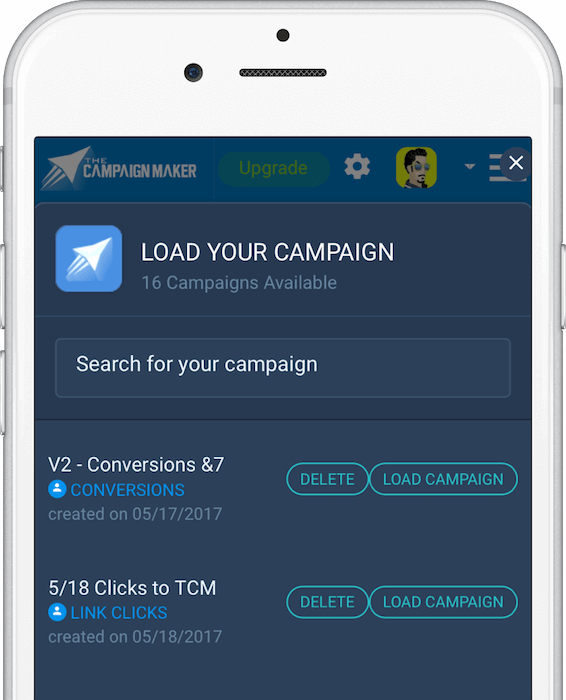 THE
CAMPAIGN MAKER
Upgrade
LOAD YOUR CAMPAIGN
16 Campaigns Available
Search for your campaign
V2 - Conversions &7
CONVERSIONS
created on 05/17/2017
DELETE
LOAD CAMPAIGN
5/18 Clicks to TCM
LINK CLICKS
created on 05/18/2017
DELETE
LOAD CAMPAIGN